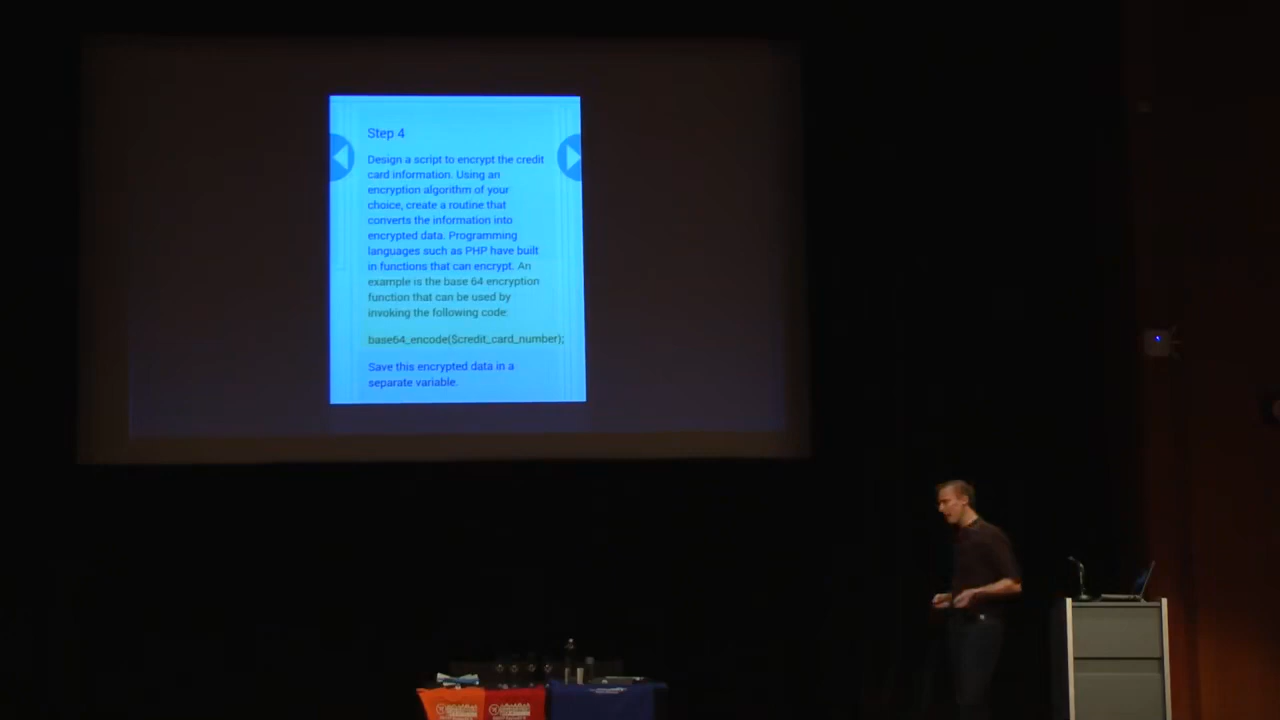 Step 4
Design a script to encrypt the credit
card information. Using an
encryption algorithm of your
choice, create a routine that
converts the information into
encrypted data. Programming
languages such as PHP have built
in functions that can encrypt. An
example is the base 64 encryption
function that can be used by
invoking the following code:
base64_encode($credit_card_number);
Save this encrypted data in a
separate variable.